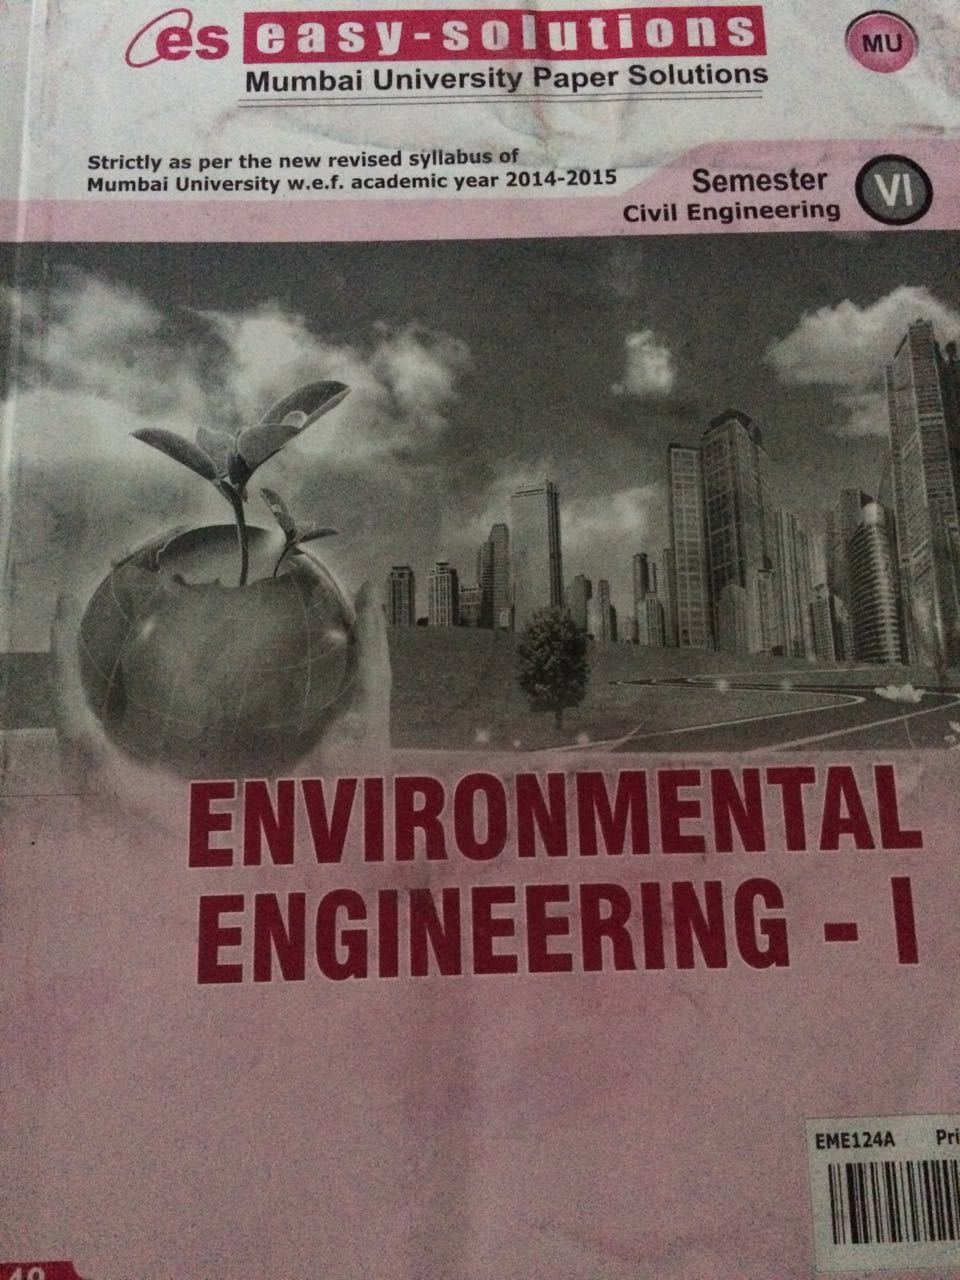 es easy-solutions
MU
Mumbai University Paper Solutions
Strictly as per the new revised syllabus of
Mumbai University w.e.f. academic year 2014-2015
Semester VI
Civil Engineering
ENVIRONMENTAL
ENGINEERING - I
EME124A